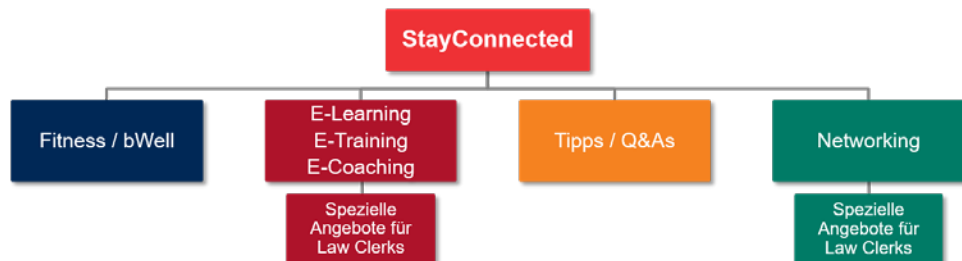 StayConnected
Fitness / bWell
E-Learning
E-Training
E-Coaching
Tipps / Q&As
Networking
Spezielle
Angebote für
Law Clerks
Spezielle
Angebote für
Law Clerks